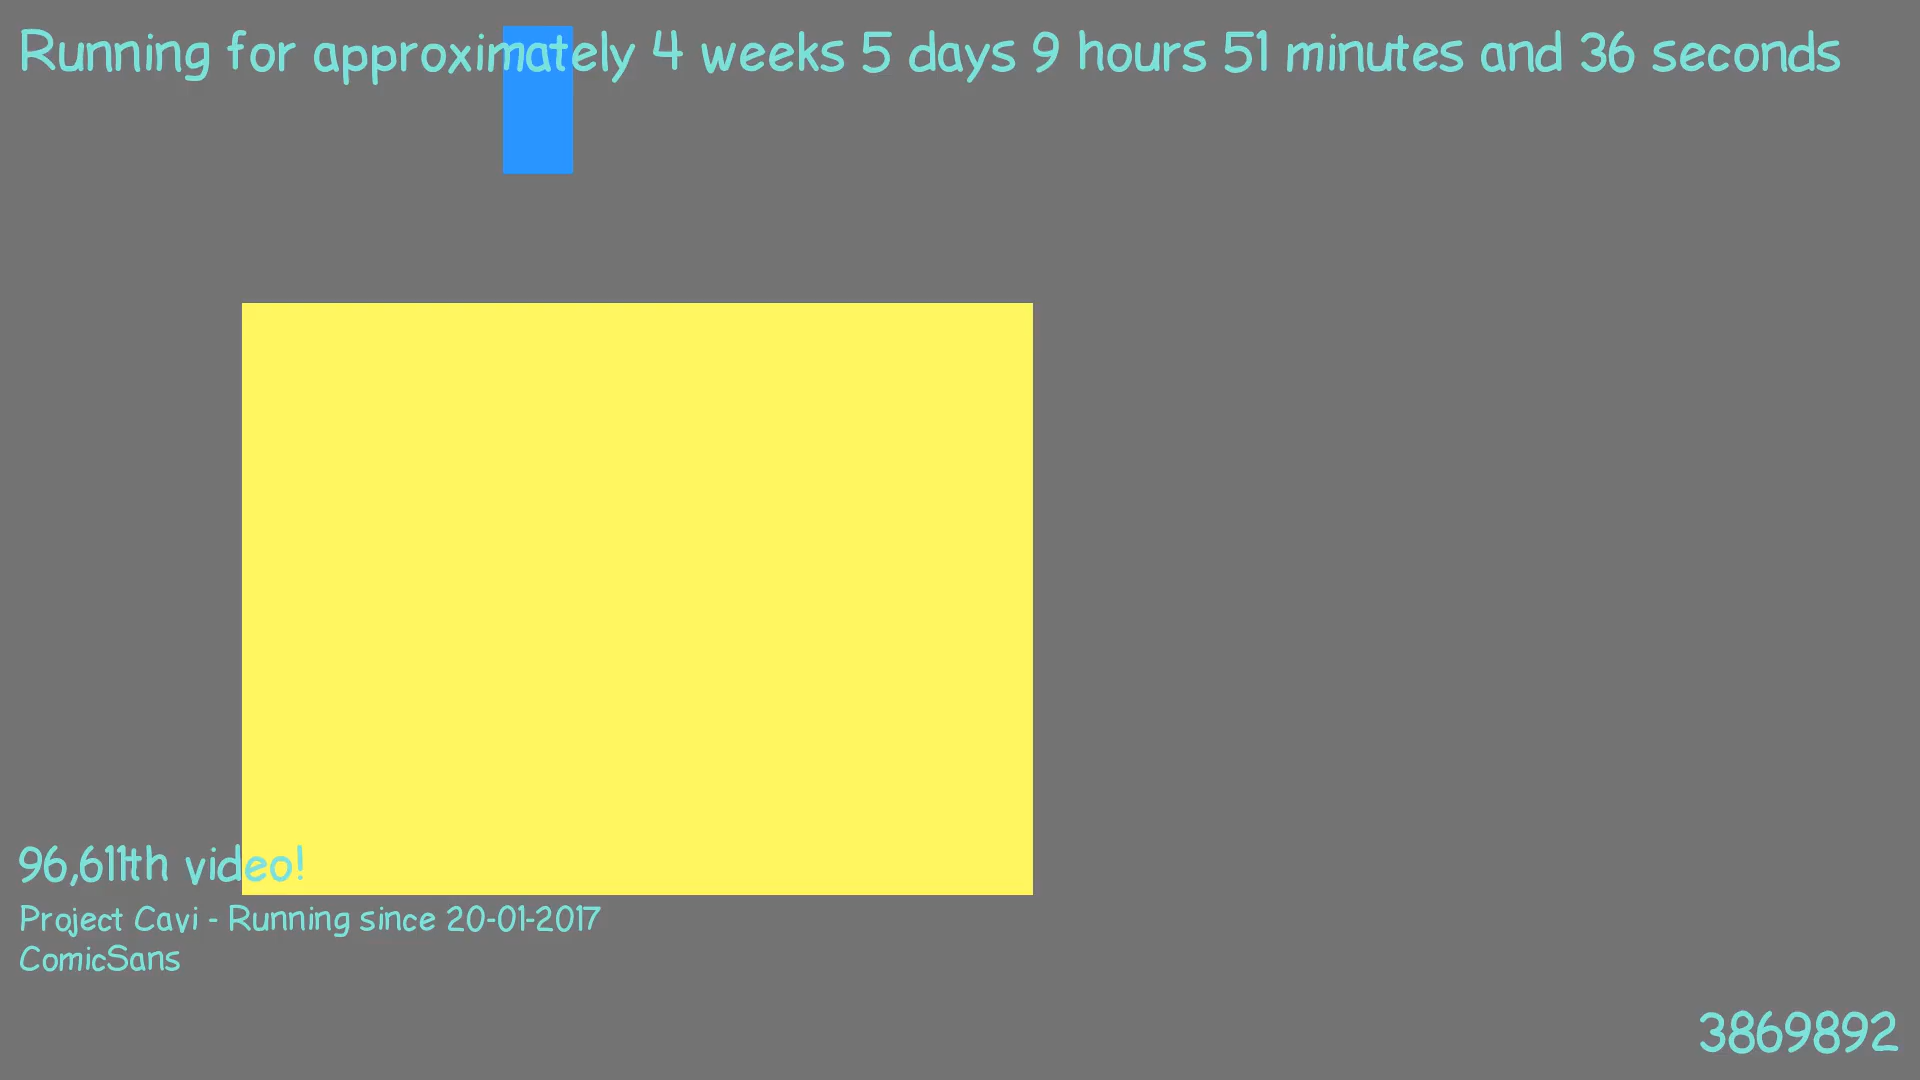 Running for approximately 4 weeks 5 days 9 hours 51 minutes and 36 seconds
96,611th video!
Project Cavi - Running since 20-01-2017
ComicSans
3869892